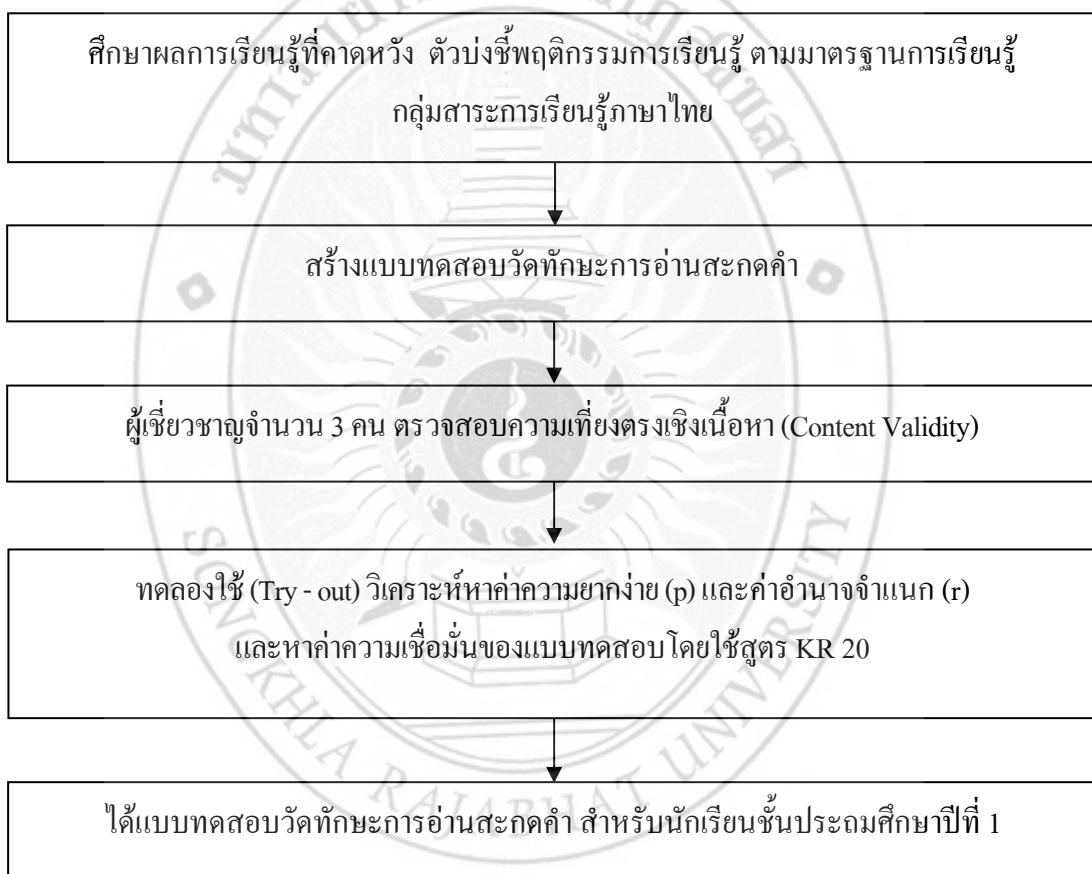 ศึกษาผลการเรียนรู้ที่คาดหวัง ตัวบ่งชี้พฤติกรรมการเรียนรู้ ตามมาตรฐานการเรียนรู้
กลุ่มสาระการเรียนรู้ภาษาไทย
สร้างแบบทดสอบวัดทักษะการอ่านสะกดคำ
ผู้เชี่ยวชาญจำนวน 3 คน ตรวจสอบความเที่ยงตรงเชิงเนื้อหา (Content Validity)
ทดลองใช้ (Try - out) วิเคราะห์หาค่าความยากง่าย (p) และค่าอำนาจจำแนก (r)
และหาค่าความเชื่อมั่นของแบบทดสอบโดยใช้สูตร KR 20
ได้แบบทดสอบวัดทักษะการอ่านสะกดคำ สำหรับนักเรียนชั้นประถมศึกษาปีที่ 1
SONGKHLA RAJABHAT UNIVERSITY